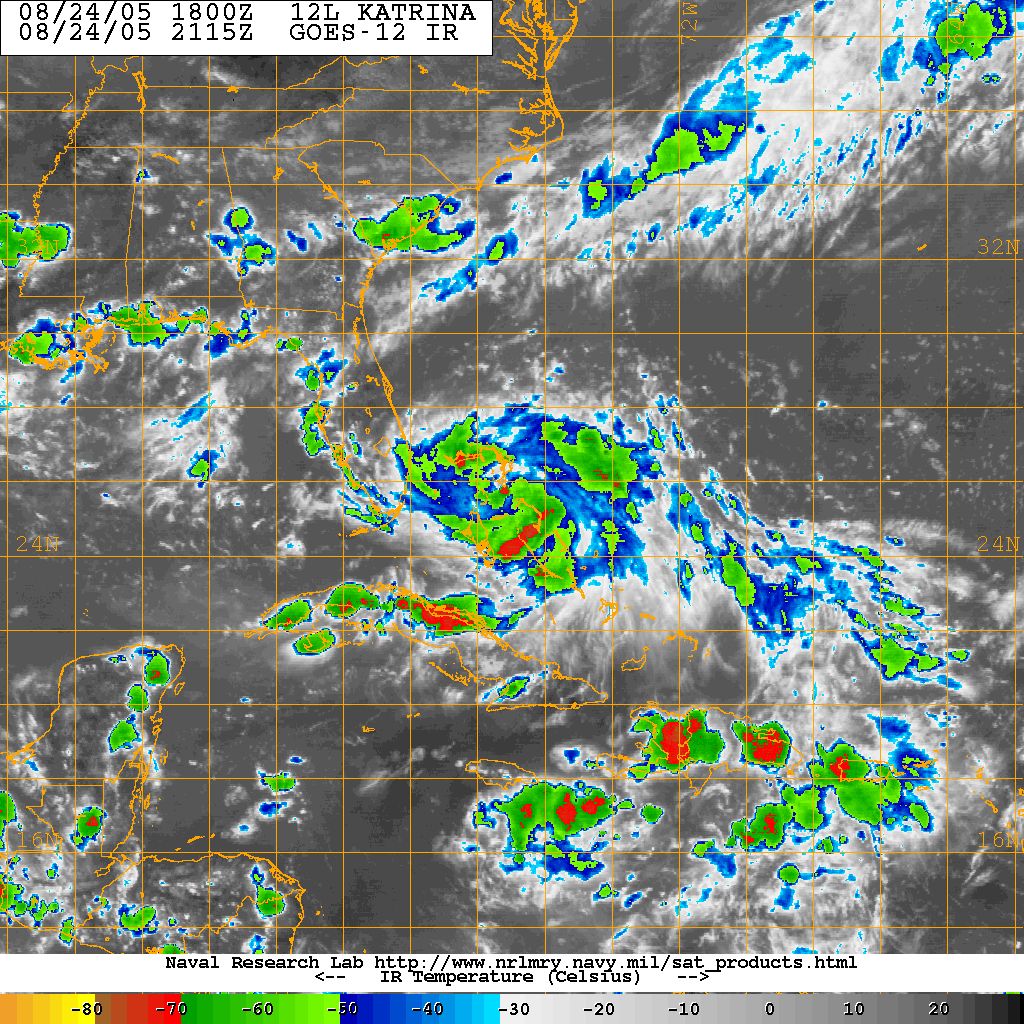 08/24/05 1800Z 12L KATRINA
08/24/05 2115Z GOES-12 IR
72W
32N
32N
24N
24N
16N
16N
Naval Research Lab http://www.nrlmry.navy.mil/sat_products.html
<-- IR Temperature (Celsius) -->
-80 -70 -60 -50 -40 -30 -20 -10 0 10 20